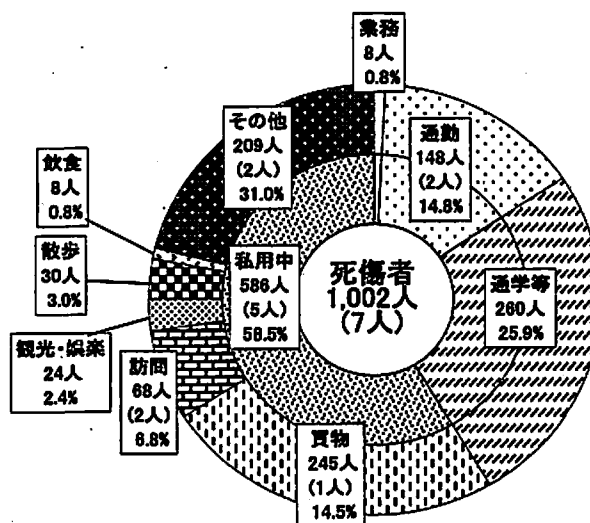 業務
8人
0.8%
通勤
148人
(2人)
14.8%
通学等
260人
25.9%
買物
245人
(1人)
14.5%
訪問
68人
(2人)
6.8%
観光・娯楽
24人
2.4%
散歩
30人
3.0%
飲食
8人
0.8%
その他
209人
(2人)
31.0%
私用中
586人
(5人)
58.5%
死傷者
1,002人
(7人)